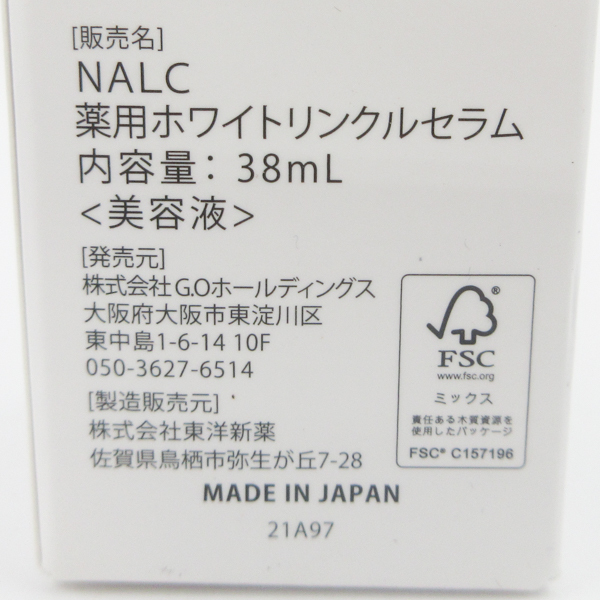 [販売名]
NALC
薬用ホワイトリンクルセラム
内容量：38mL
<美容液>
[発売元]
株式会社G.Oホールディングス
大阪府大阪市東淀川区
東中島1-6-14 10F
050-3627-6514
[製造販売元]
株式会社東洋新薬
佐賀県鳥栖市弥生が丘7-28
MADE IN JAPAN
21A97
®
FSC
www.fsc.org
ミックス
責任ある木質資源を
使用したパッケージ
FSC® C157196